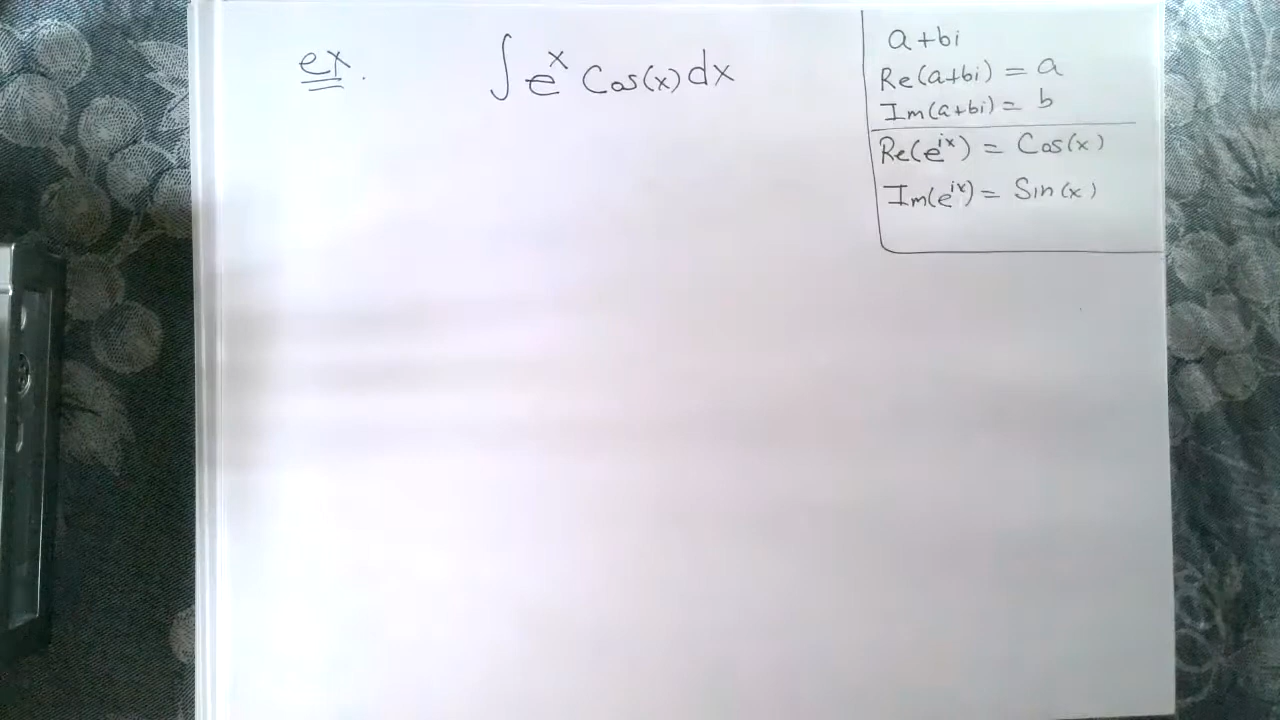 ex.
∫ e^x Cos(x) dx
a+bi
Re(a+bi) = a
Im(a+bi) = b
Re(e^ix) = Cos(x)
Im(e^ix) = Sin(x)